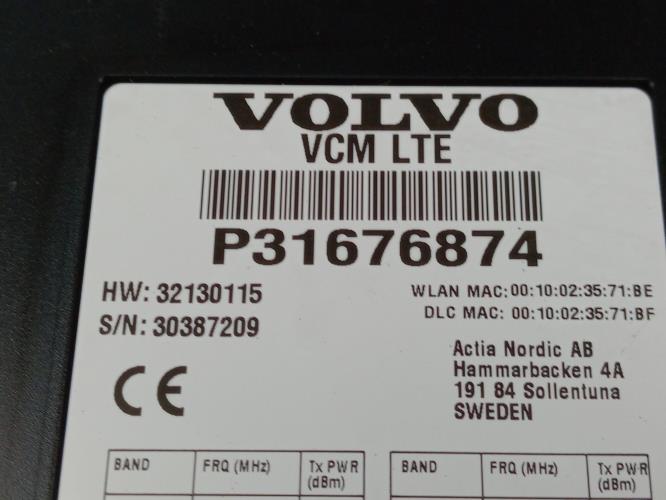 VOLVO
VCM LTE
P31676874
HW: 32130115
S/N: 30387209
WLAN MAC: 00:10:02:35:71:BE
DLC MAC: 00:10:02:35:71:BF
Actia Nordic AB
Hammarbacken 4A
191 84 Sollentuna
SWEDEN
CE
BAND FRQ (MHz) Tx PWR (dBm) BAND FRQ (MHz) Tx PWR (dBm)